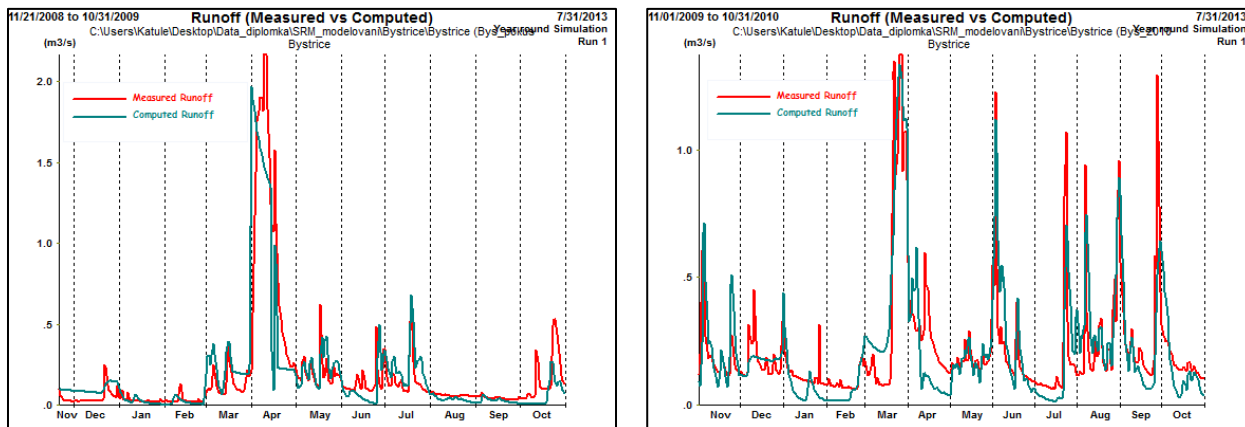 11/21/2008 to 10/31/2009 Runoff (Measured vs Computed) 7/31/2013
C:\Users\Katule\Desktop\Data_diplomka\SRM_modelovani\Bystrice\Bystrice (Bys_
Year round Simulation
(m3/s) Bystrice Run 1
2.0
Measured Runoff
Computed Runoff
1.5
1.0
.5
.0
Nov Dec Jan Feb Mar Apr May Jun Jul Aug Sep Oct
11/01/2009 to 10/31/2010 Runoff (Measured vs Computed) 7/31/2013
C:\Users\Katule\Desktop\Data_diplomka\SRM_modelovani\Bystrice\Bystrice (Bys_2010
Year round Simulation
(m3/s) Bystrice Run 1
Measured Runoff
Computed Runoff
1.0
.5
.0
Nov Dec Jan Feb Mar Apr May Jun Jul Aug Sep Oct